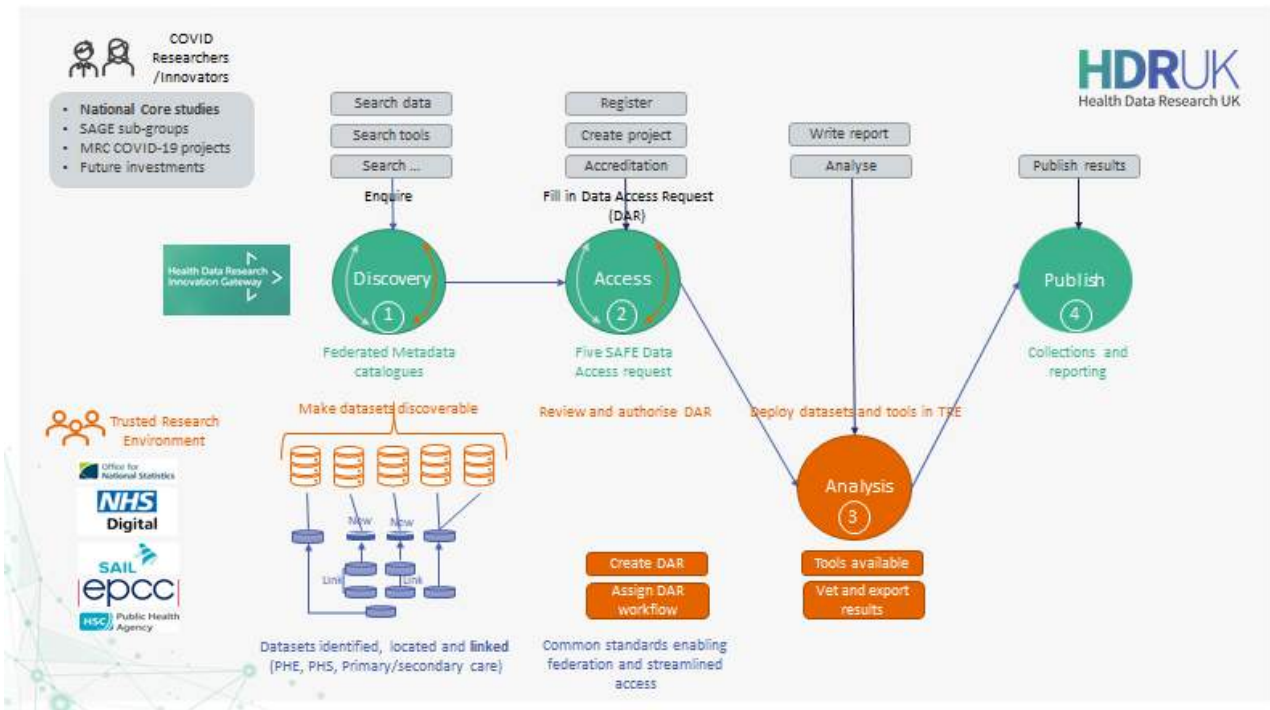 COVID
Researchers
/Innovators
• National Core studies
• SAGE sub-groups
• MRC COVID-19 projects
• Future investments
Search data
Search tools
Search ...
Enquire
Register
Create project
Accreditation
Fill in Data Access Request
(DAR)
Write report
Analyse
Publish results
HDRUK
Health Data Research UK
Health Data Research
Innovation Gateway
Discovery
1
Access
2
Publish
4
Federated Metadata
catalogues
Five SAFE Data
Access request
Collections and
reporting
Trusted Research
Environment
Make datasets discoverable
Review and authorise DAR
Deploy datasets and tools in TRE
Analysis
3
Office for
National Statistics
NHS
Digital
SAIL
epcc
HSC Public Health
Agency
New
New
Link
Link
Create DAR
Assign DAR
workflow
Tools available
Vet and export
results
Datasets identified, located and linked
(PHE, PHS, Primary/secondary care)
Common standards enabling
federation and streamlined
access